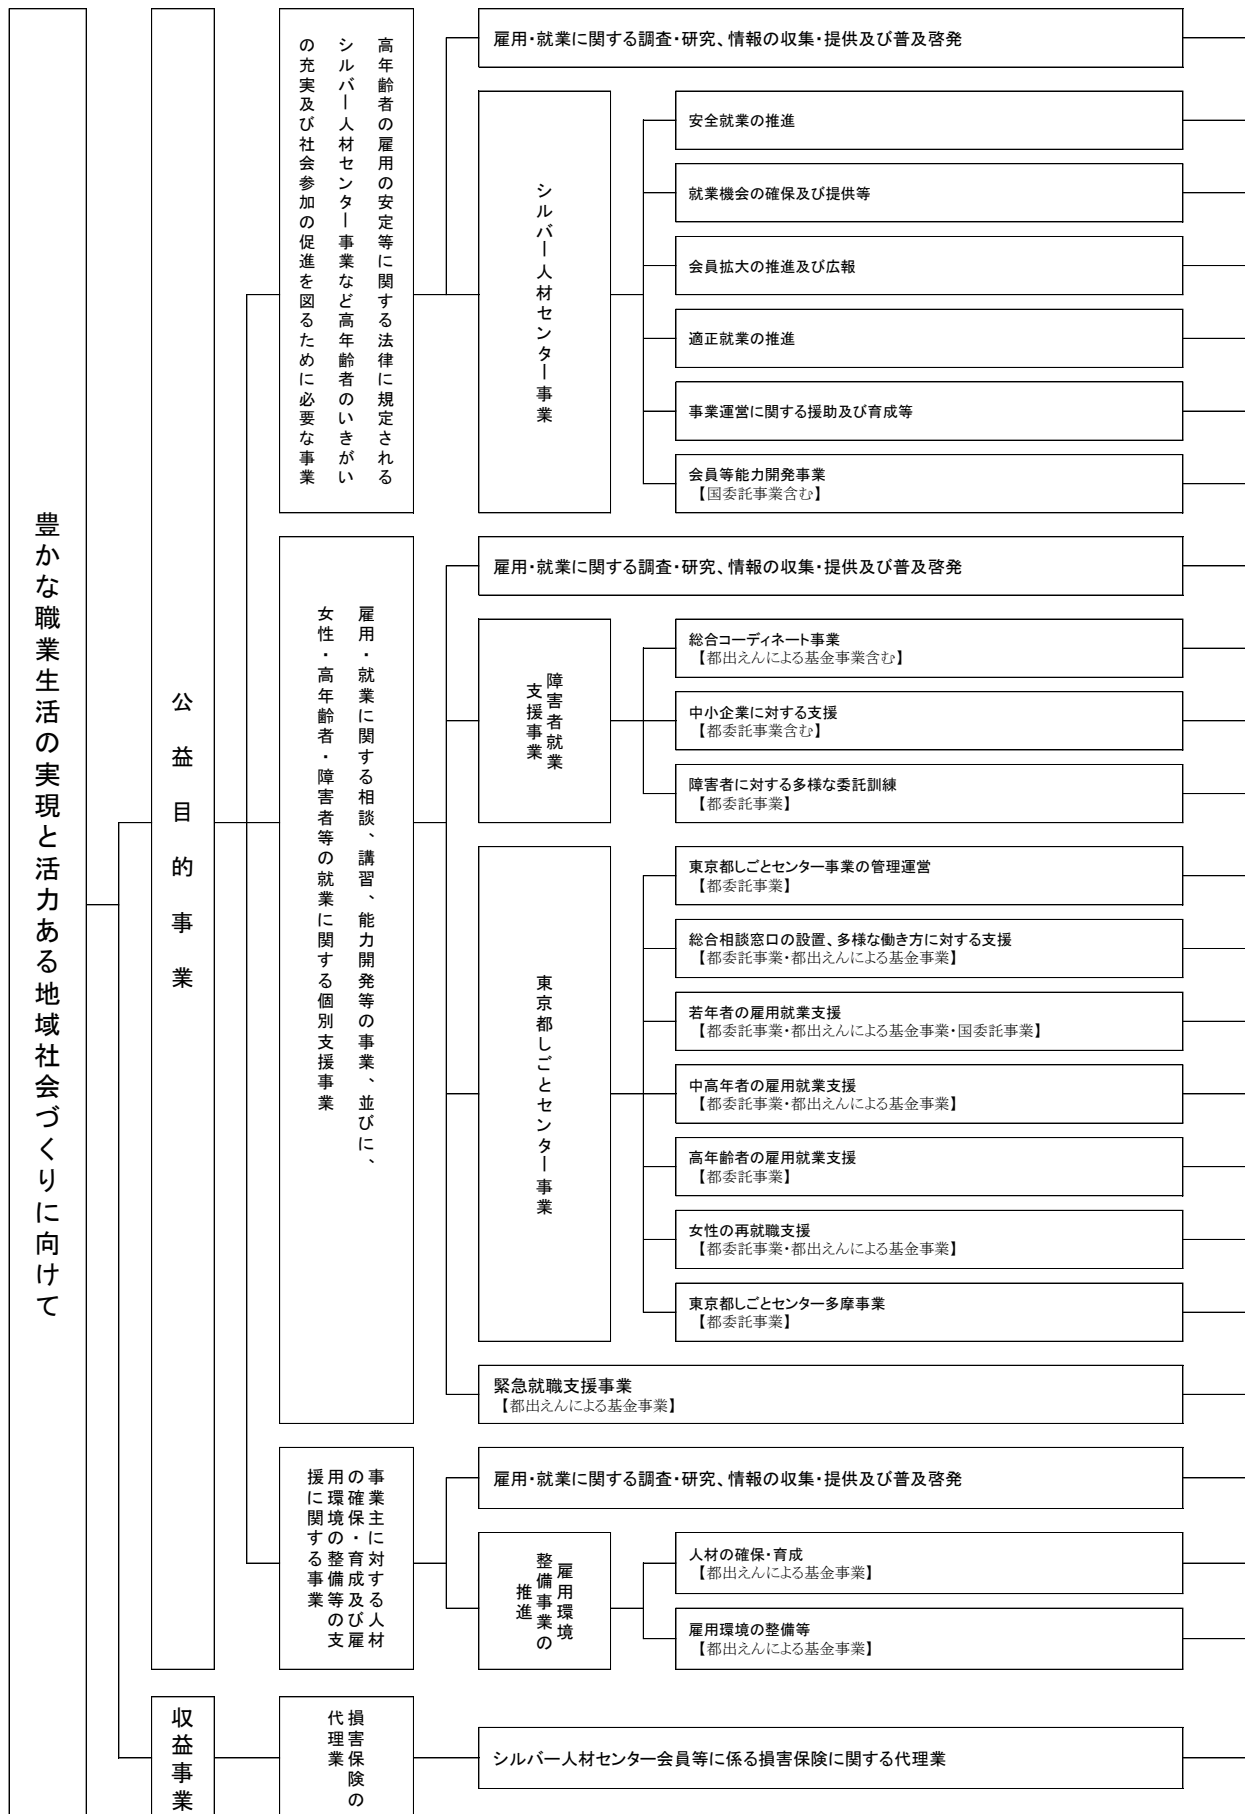 豊かな職業生活の実現と活力ある地域社会づくりに向けて
公益目的事業
高年齢者の雇用の安定等に関する法律に規定される
シルバー人材センター事業など高年齢者のいきがい
の充実及び社会参加の促進を図るために必要な事業
雇用・就業に関する調査・研究、情報の収集・提供及び普及啓発
シルバー人材センター事業
安全就業の推進
就業機会の確保及び提供等
会員拡大の推進及び広報
適正就業の推進
事業運営に関する援助及び育成等
会員等能力開発事業
【国委託事業含む】
雇用・就業に関する相談、講習、能力開発等の事業、並びに、
女性・高年齢者・障害者等の就業に関する個別支援事業
雇用・就業に関する調査・研究、情報の収集・提供及び普及啓発
障害者就業
支援事業
総合コーディネート事業
【都出えんによる基金事業含む】
中小企業に対する支援
【都委託事業含む】
障害者に対する多様な委託訓練
【都委託事業】
東京都しごとセンター事業
東京都しごとセンター事業の管理運営
【都委託事業】
総合相談窓口の設置、多様な働き方に対する支援
【都委託事業・都出えんによる基金事業】
若年者の雇用就業支援
【都委託事業・都出えんによる基金事業・国委託事業】
中高年者の雇用就業支援
【都委託事業・都出えんによる基金事業】
高年齢者の雇用就業支援
【都委託事業】
女性の再就職支援
【都委託事業・都出えんによる基金事業】
東京都しごとセンター多摩事業
【都委託事業】
緊急就職支援事業
【都出えんによる基金事業】
事業主に対する人材
の確保・育成及び雇
用環境の整備等の支
援に関する事業
雇用・就業に関する調査・研究、情報の収集・提供及び普及啓発
雇用環境
整備事業の
推進
人材の確保・育成
【都出えんによる基金事業】
雇用環境の整備等
【都出えんによる基金事業】
収益事業
損害保険の
代理業
シルバー人材センター会員等に係る損害保険に関する代理業